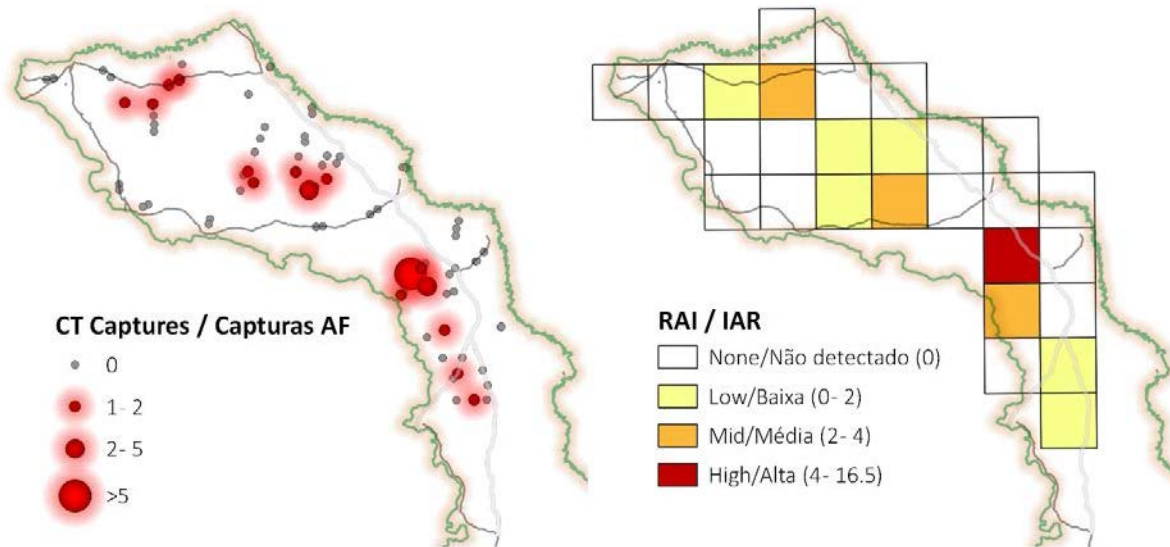 CT Captures / Capturas AF
0
1- 2
2- 5
>5
RAI / IAR
None/Não detectado (0)
Low/Baixa (0- 2)
Mid/Média (2- 4)
High/Alta (4- 16.5)